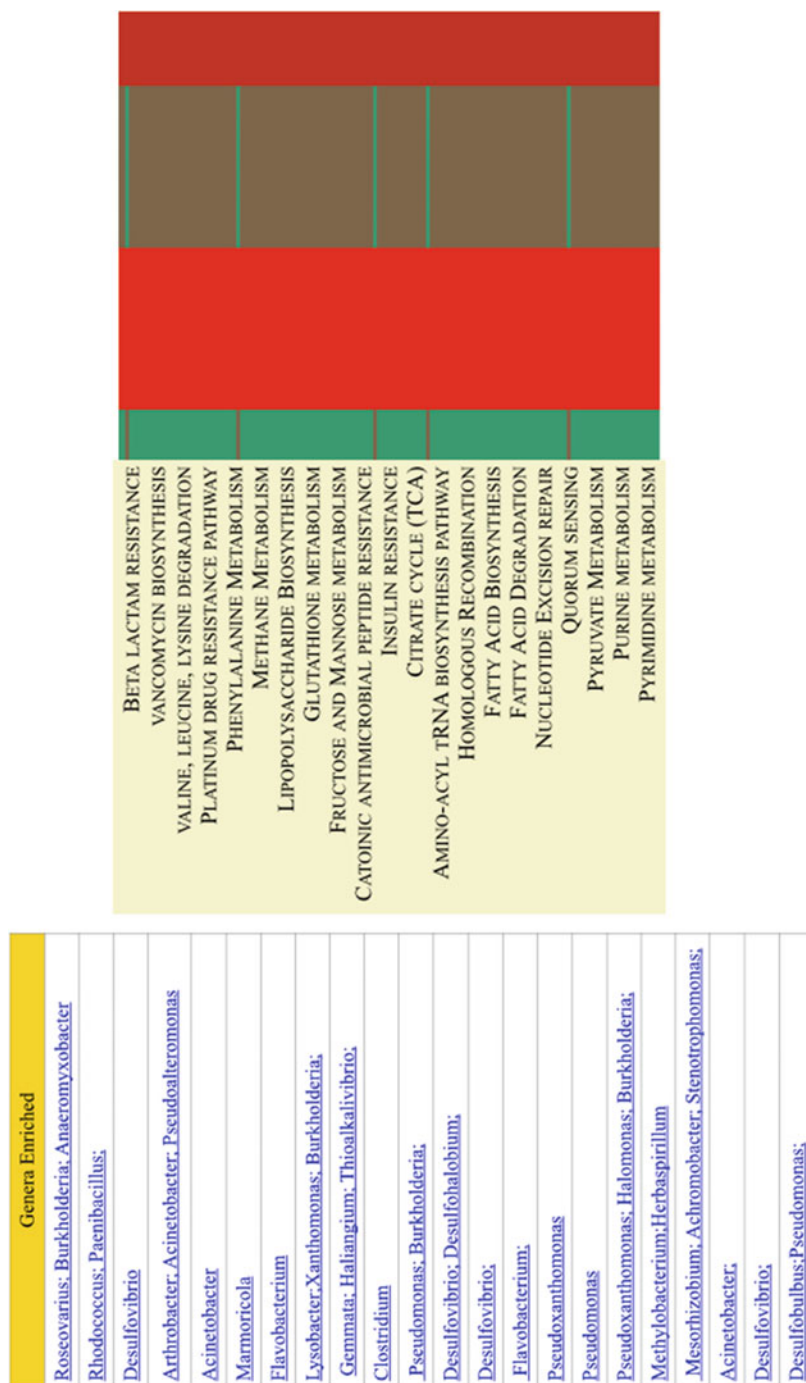 BETA LACTAM RESISTANCE
VANCOMYCIN BIOSYNTHESIS
VALINE, LEUCINE, LYSINE DEGRADATION
PLATINUM DRUG RESISTANCE PATHWAY
PHENYLALANINE METABOLISM
METHANE METABOLISM
LIPOPOLYSACCHARIDE BIOSYNTHESIS
GLUTATHIONE METABOLISM
FRUCTOSE AND MANNOSE METABOLISM
CATOINIC ANTIMICROBIAL PEPTIDE RESISTANCE
INSULIN RESISTANCE
CITRATE CYCLE (TCA)
AMINO-ACYL TRNA BIOSYNTHESIS PATHWAY
HOMOLOGOUS RECOMBINATION
FATTY ACID BIOSYNTHESIS
FATTY ACID DEGRADATION
NUCLEOTIDE EXCISION REPAIR
QUORUM SENSING
PYRUVATE METABOLISM
PURINE METABOLISM
PYRIMIDINE METABOLISM
Genera Enriched
Roseovarius; Burkholderia; Anaeromyxobacter
Rhodococcus; Paenibacillus;
Desulfovibrio
Arthrobacter; Acinetobacter; Pseudoalteromonas
Acinetobacter
Marmoricola
Flavobacterium
Lysobacter;Xanthomonas; Burkholderia;
Gemmata; Haliangium; Thioalkalivibrio;
Clostridium
Pseudomonas; Burkholderia;
Desulfovibrio; Desulfohalobium;
Desulfovibrio;
Flavobacterium;
Pseudoxanthomonas
Pseudomonas
Pseudoxanthomonas; Halomonas; Burkholderia;
Methylobacterium;Herbaspirillum
Mesorhizobium; Achromobacter; Stenotrophomonas;
Acinetobacter;
Desulfovibrio;
Desulfobulbus;Pseudomonas;